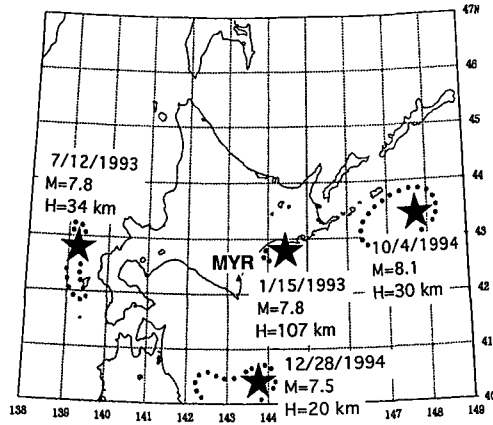 47N
46
45
44
43
42
41
40
7/12/1993
M=7.8
H=34 km
MYR
10/4/1994
M=8.1
H=30 km
1/15/1993
M=7.8
H=107 km
12/28/1994
M=7.5
H=20 km
138 139 140 141 142 143 144 145 146 147 148 149